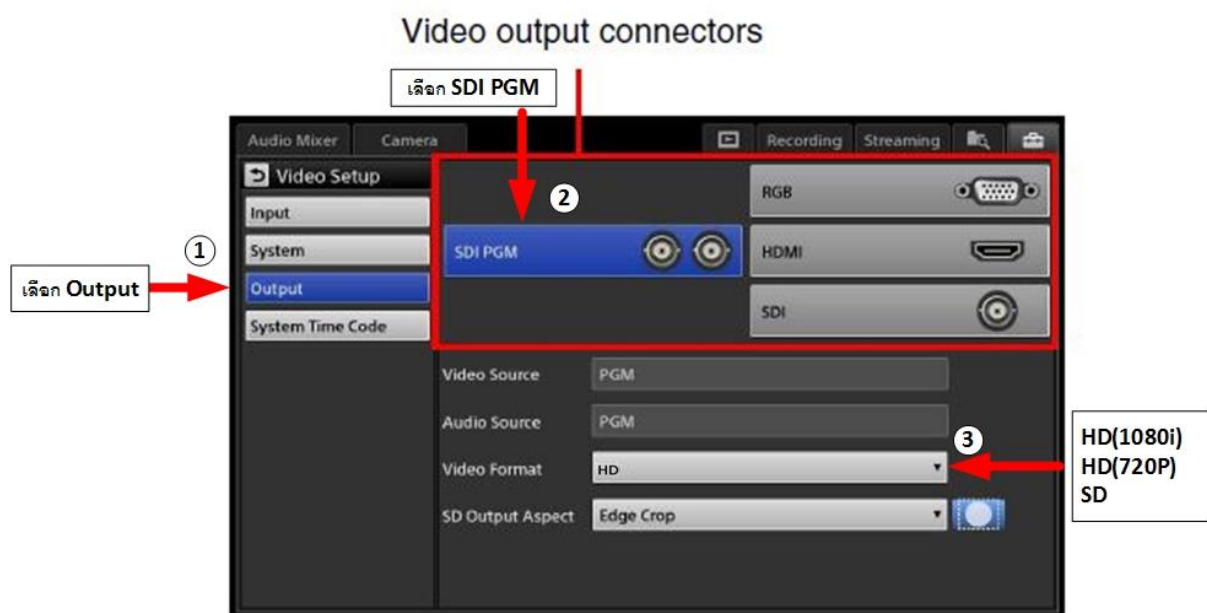 Video output connectors
เลือก SDI PGM
Audio Mixer
Camera
Recording
Streaming
Video Setup
Input
System
Output
System Time Code
1
เลือก Output
2
SDI PGM
RGB
HDMI
SDI
Video Source
PGM
Audio Source
PGM
3
Video Format
HD
SD Output Aspect
Edge Crop
HD(1080i)
HD(720P)
SD